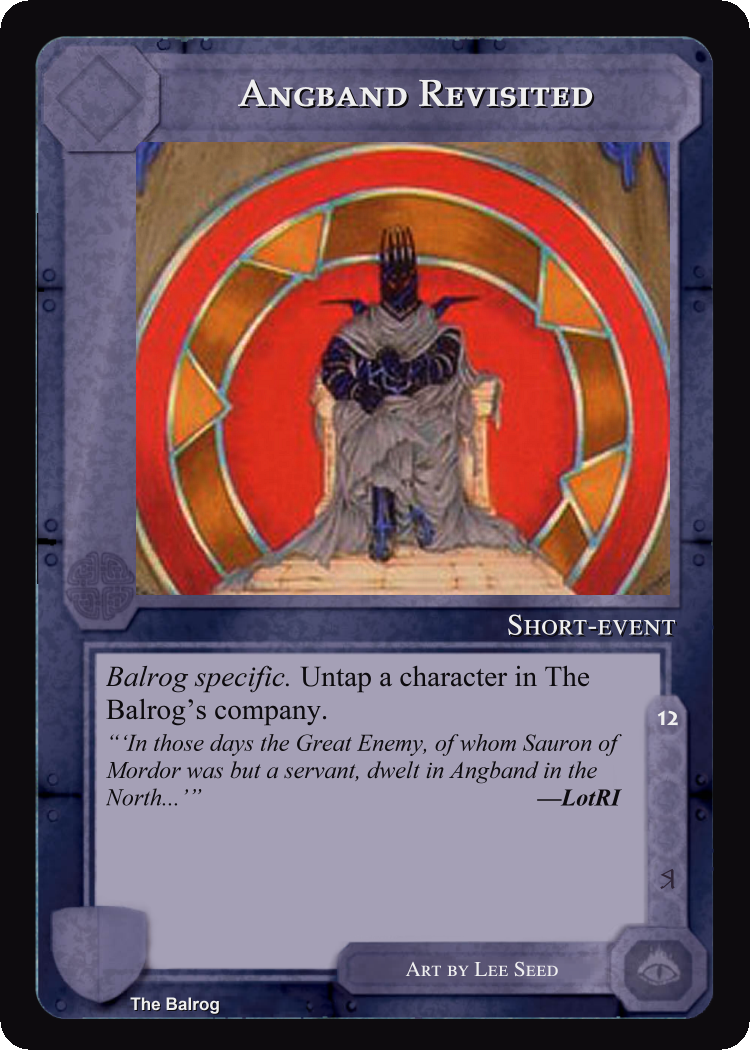 Angband Revisited
Short-event
Balrog specific. Untap a character in The
Balrog's company.
“‘In those days the Great Enemy, of whom Sauron of
Mordor was but a servant, dwelt in Angband in the
North...’” —LotRI
12
Art by Lee Seed
The Balrog